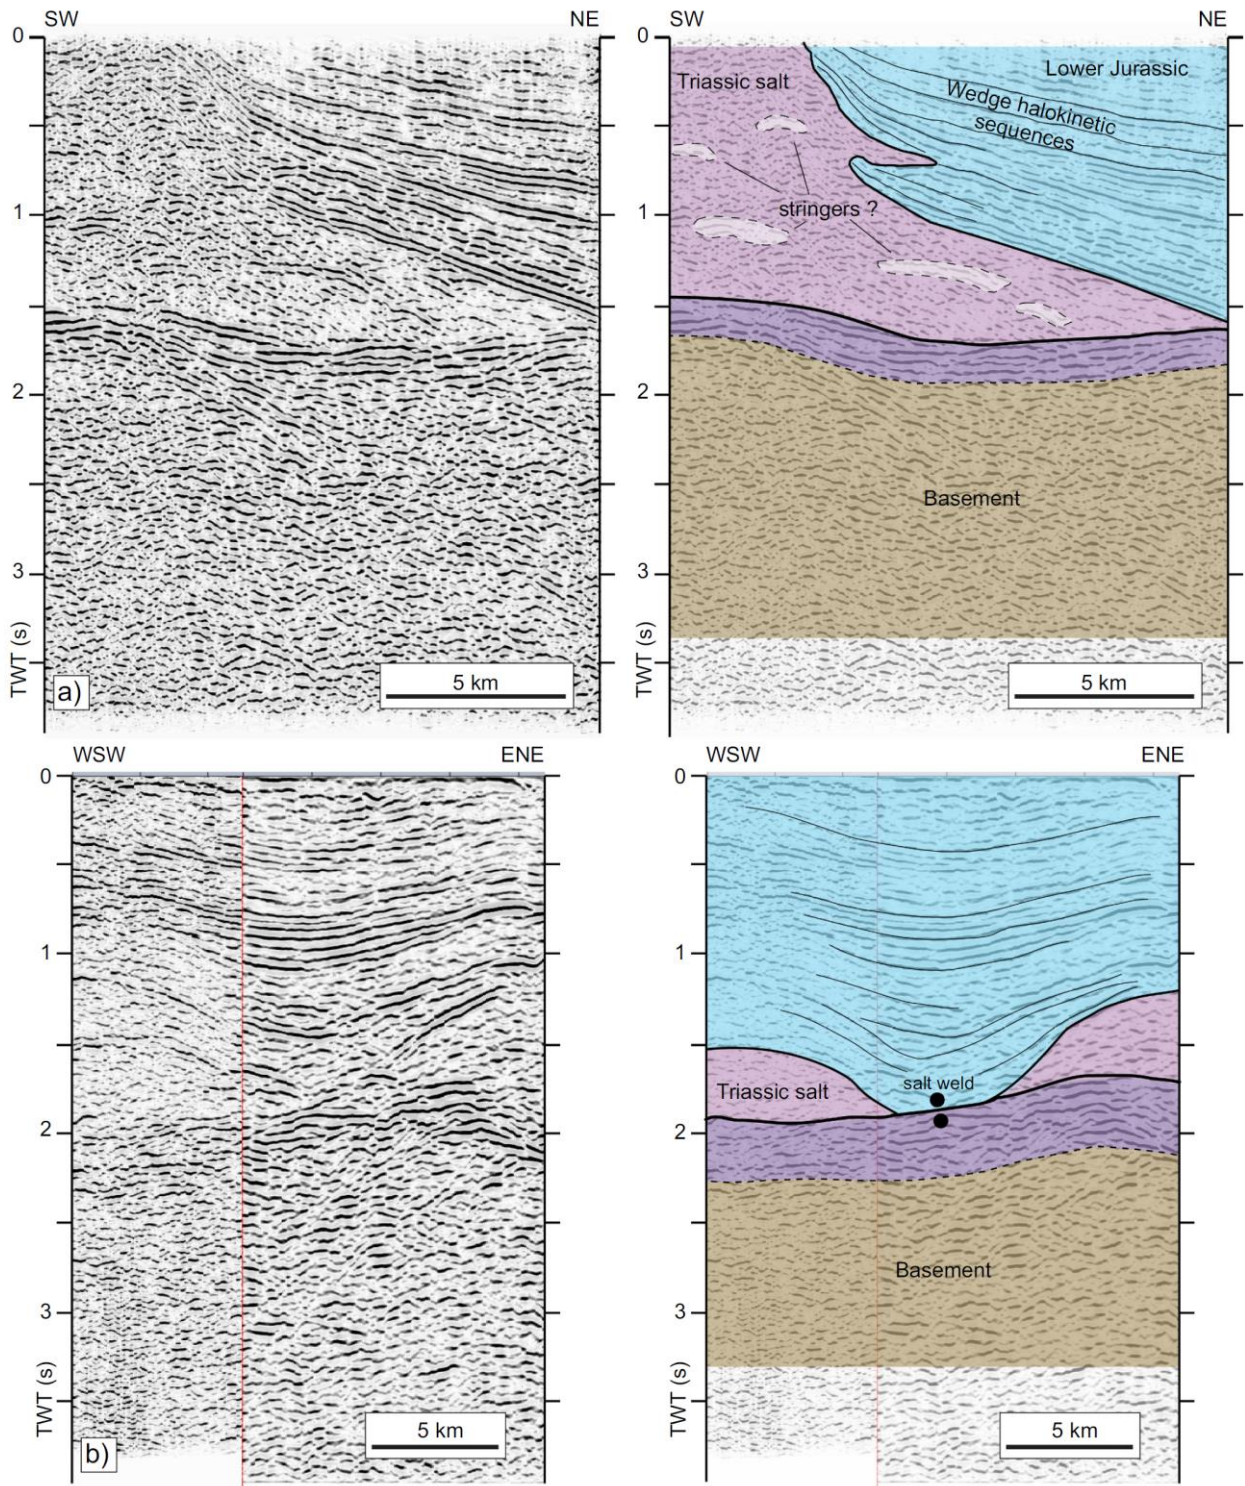 SW NE
SW NE
0
0
Triassic salt
Lower Jurassic
Wedge halokinetic
sequences
1
1
stringers ?
2
2
Basement
3
3
TWT (s)
TWT (s)
a)
5 km
5 km
WSW ENE
WSW ENE
0
0
1
1
Triassic salt
salt weld
2
2
Basement
3
3
TWT (s)
TWT (s)
b)
5 km
5 km